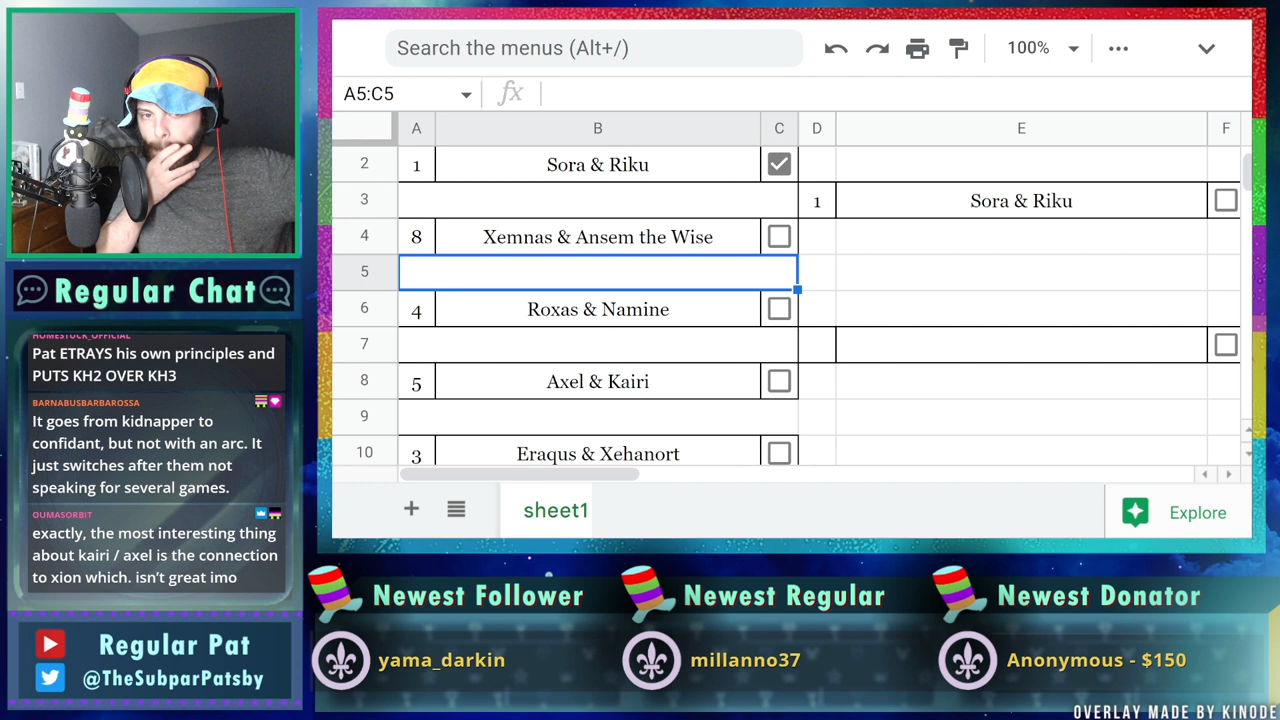 Search the menus (Alt+/)
100%
A5:C5
fx
A B C D E F
2 1 Sora & Riku
3 1 Sora & Riku
4 8 Xemnas & Ansem the Wise
5
6 4 Roxas & Namine
7
8 5 Axel & Kairi
9
10 3 Eraqus & Xehanort
sheet1
Explore
Regular Chat
HOMESTUCK_OFFICIAL
Pat ETRAYS his own principles and
PUTS KH2 OVER KH3
BARNABUSBARBAROSSA
It goes from kidnapper to
confidant, but not with an arc. It
just switches after them not
speaking for several games.
OUMASORBIT
exactly, the most interesting thing
about kairi / axel is the connection
to xion which. isn’t great imo
Regular Pat
@TheSubparPatsby
Newest Follower
yama_darkin
Newest Regular
millanno37
Newest Donator
Anonymous - $150
OVERLAY MADE BY KINODE